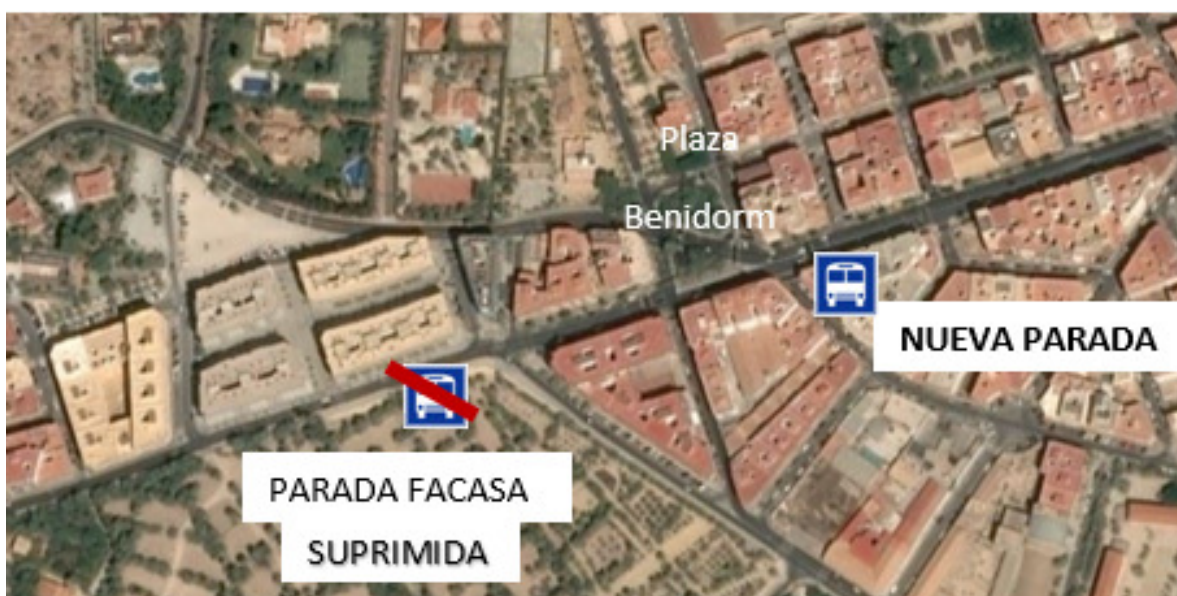 Plaza
Benidorm
NUEVA PARADA
PARADA FACASA
SUPRIMIDA